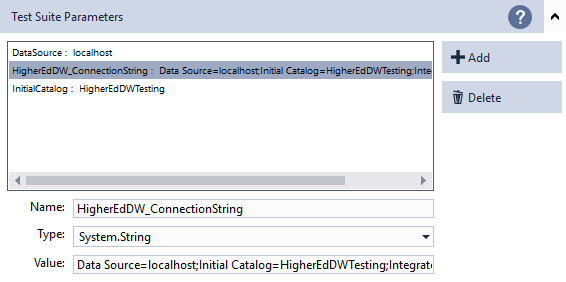 Test Suite Parameters
DataSource : localhost
HigherEdDW_ConnectionString : Data Source=localhost;Initial Catalog=HigherEdDWTesting;Inte
InitialCatalog : HigherEdDWTesting
Add
Delete
Name: HigherEdDW_ConnectionString
Type: System.String
Value: Data Source=localhost;Initial Catalog=HigherEdDWTesting;Integrate